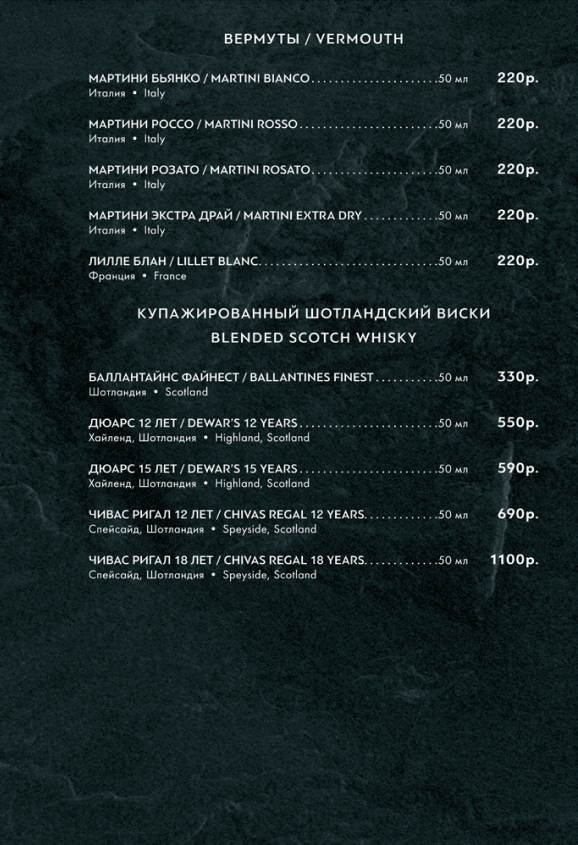 ВЕРМУТЫ / VERMOUTH
МАРТИНИ БЬЯНКО / MARTINI BIANCO......................50 мл 220р.
Италия • Italy
МАРТИНИ РОССО / MARTINI ROSSO........................50 мл 220р.
Италия • Italy
МАРТИНИ РОЗАТО / MARTINI ROSATO......................50 мл 220р.
Италия • Italy
МАРТИНИ ЭКСТРА ДРАЙ / MARTINI EXTRA DRY.............50 мл 220р.
Италия • Italy
ЛИЛЛЕ БЛАН / LILLET BLANC...............................50 мл 220р.
Франция • France
КУПАЖИРОВАННЫЙ ШОТЛАНДСКИЙ ВИСКИ
BLENDED SCOTCH WHISKY
БАЛЛАНТАЙНС ФАЙНЕСТ / BALLANTINES FINEST...........50 мл 330р.
Шотландия • Scotland
ДЮАРС 12 ЛЕТ / DEWAR'S 12 YEARS........................50 мл 550р.
Хайленд, Шотландия • Highland, Scotland
ДЮАРС 15 ЛЕТ / DEWAR'S 15 YEARS........................50 мл 590р.
Хайленд, Шотландия • Highland, Scotland
ЧИВАС РИГАЛ 12 ЛЕТ / CHIVAS REGAL 12 YEARS.............50 мл 690р.
Спейсайд, Шотландия • Speyside, Scotland
ЧИВАС РИГАЛ 18 ЛЕТ / CHIVAS REGAL 18 YEARS.............50 мл 1100р.
Спейсайд, Шотландия • Speyside, Scotland